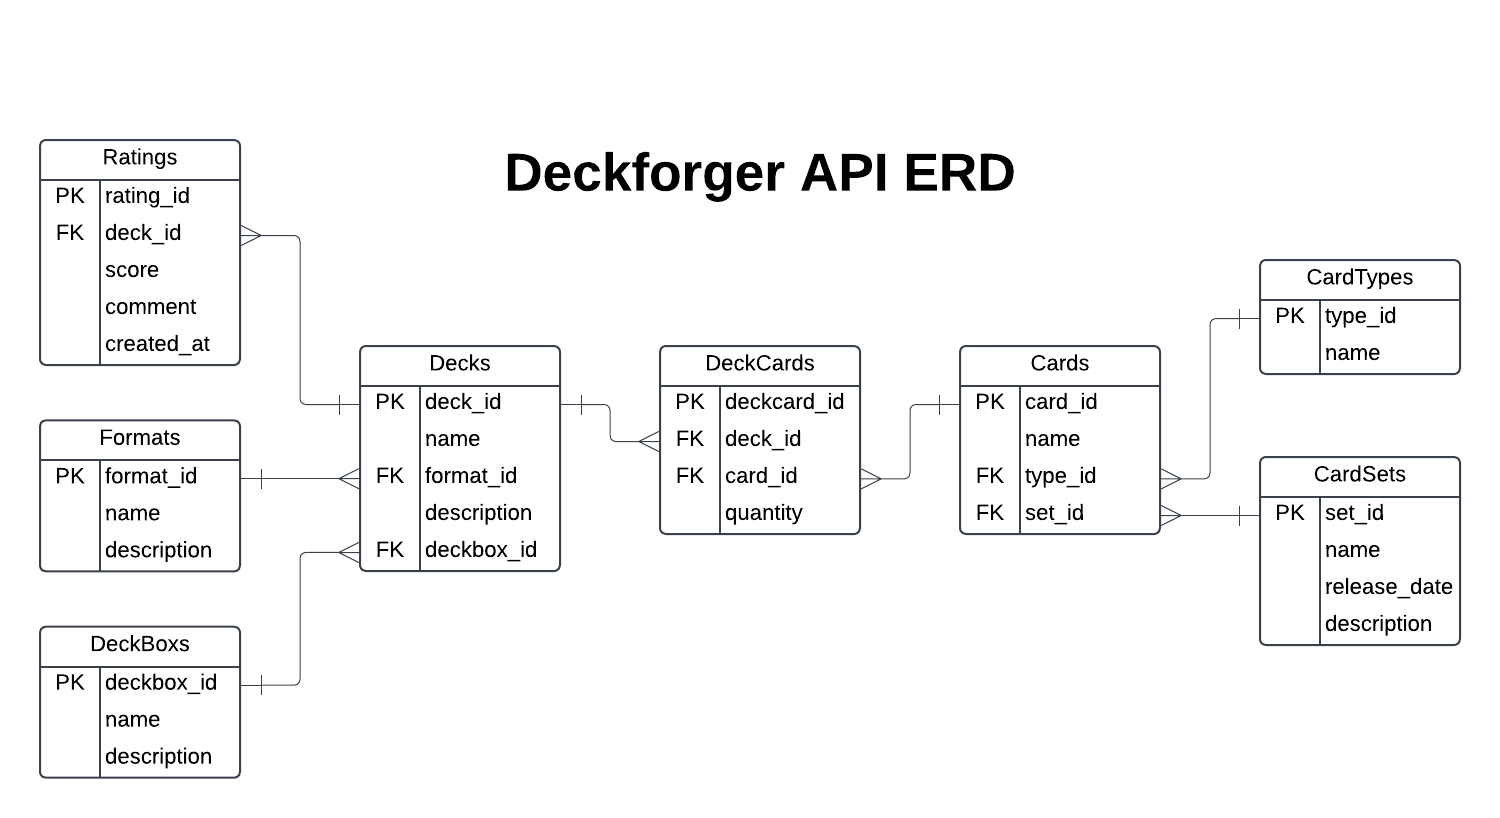 Deckforger API ERD
Ratings
PK rating_id
FK deck_id
score
comment
created_at
Formats
PK format_id
name
description
DeckBoxs
PK deckbox_id
name
description
Decks
PK deck_id
name
FK format_id
description
FK deckbox_id
DeckCards
PK deckcard_id
FK deck_id
FK card_id
quantity
Cards
PK card_id
name
FK type_id
FK set_id
CardTypes
PK type_id
name
CardSets
PK set_id
name
release_date
description